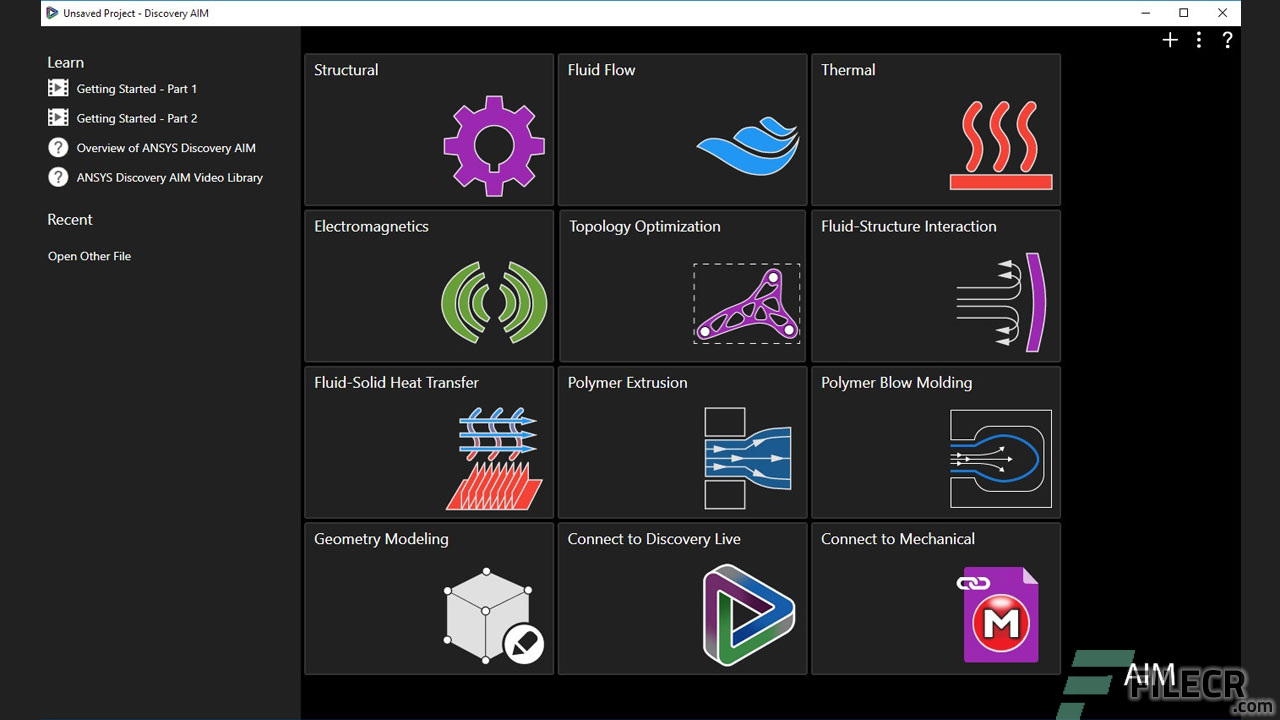 Unsaved Project - Discovery AIM
?
Learn
Getting Started - Part 1
Getting Started - Part 2
? Overview of ANSYS Discovery AIM
? ANSYS Discovery AIM Video Library
Recent
Open Other File
Structural
Fluid Flow
Thermal
Electromagnetics
Topology Optimization
Fluid-Structure Interaction
Fluid-Solid Heat Transfer
Polymer Extrusion
Polymer Blow Molding
Geometry Modeling
Connect to Discovery Live
Connect to Mechanical
M
AIM
FILECR
.com